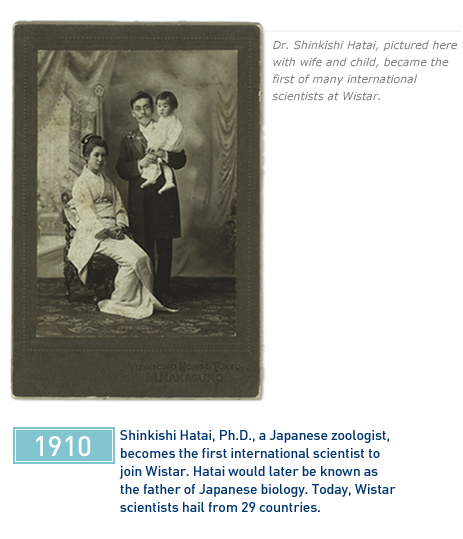 Dr. Shinkishi Hatai, pictured here
with wife and child, became the
first of many international
scientists at Wistar.
1910
Shinkishi Hatai, Ph.D., a Japanese zoologist,
becomes the first international scientist to
join Wistar. Hatai would later be known as
the father of Japanese biology. Today, Wistar
scientists hail from 29 countries.